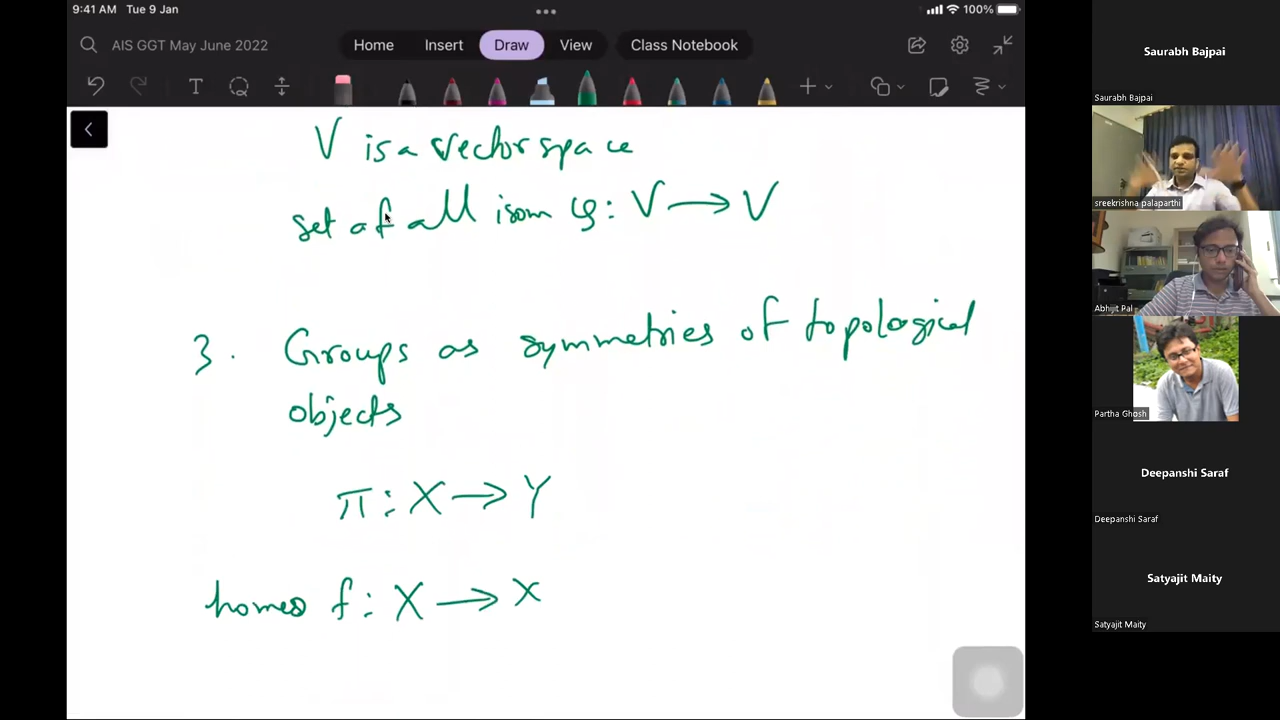 9:41 AM Tue 9 Jan
100%
AIS GGT May June 2022
Home Insert Draw View Class Notebook
T
V is a vector space
set of all isom φ: V → V
3. Groups as symmetries of topological
objects
π: X → Y
homeo f: X → X
Saurabh Bajpai
Saurabh Bajpai
sreekrishna palaparthi
Abhijit Pal
Partha Ghosh
Deepanshi Saraf
Deepanshi Saraf
Satyajit Maity
Satyajit Maity